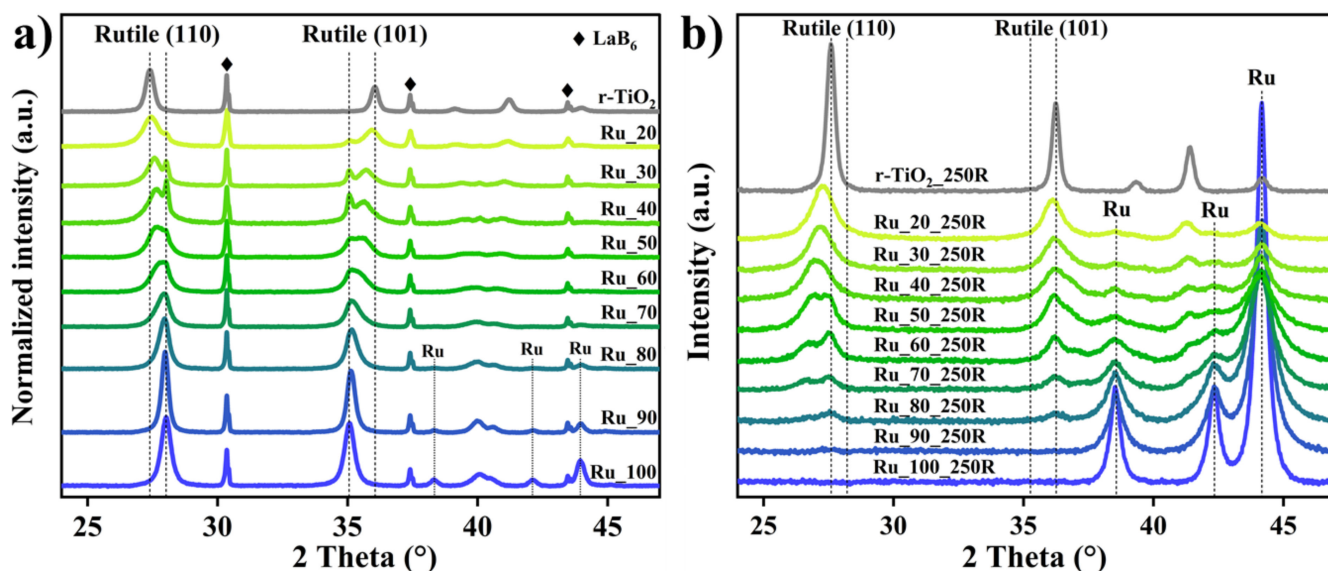 a)
Rutile (110)
Rutile (101)
◆ LaB₆
r-TiO₂
Ru_20
Ru_30
Ru_40
Ru_50
Ru_60
Ru_70
Ru Ru Ru
Ru_80
Ru_90
Ru_100
25 30 35 40 45
2 Theta (°)
Normalized intensity (a.u.)
b)
Rutile (110)
Rutile (101)
Ru
r-TiO₂_250R
Ru Ru
Ru_20_250R
Ru_30_250R
Ru_40_250R
Ru_50_250R
Ru_60_250R
Ru_70_250R
Ru_80_250R
Ru_90_250R
Ru_100_250R
25 30 35 40 45
2 Theta (°)
Intensity (a.u.)